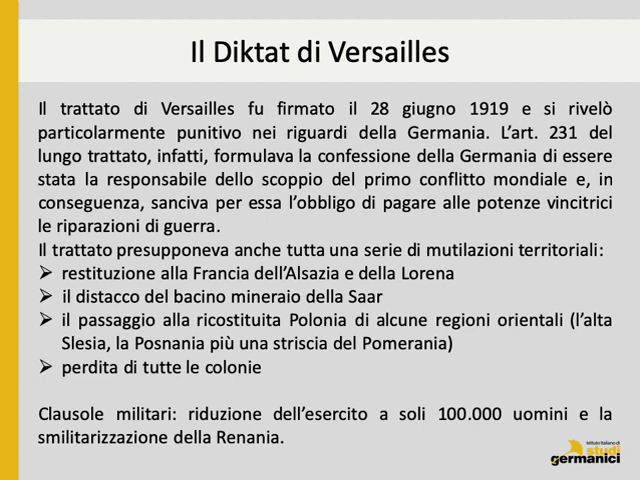 Il Diktat di Versailles
Il trattato di Versailles fu firmato il 28 giugno 1919 e si rivelò
particolarmente punitivo nei riguardi della Germania. L’art. 231 del
lungo trattato, infatti, formulava la confessione della Germania di essere
stata la responsabile dello scoppio del primo conflitto mondiale e, in
conseguenza, sanciva per essa l’obbligo di pagare alle potenze vincitrici
le riparazioni di guerra.
Il trattato presupponeva anche tutta una serie di mutilazioni territoriali:
➢ restituzione alla Francia dell’Alsazia e della Lorena
➢ il distacco del bacino minerario della Saar
➢ il passaggio alla ricostituita Polonia di alcune regioni orientali (l’alta
Slesia, la Posnania più una striscia del Pomerania)
➢ perdita di tutte le colonie
Clausole militari: riduzione dell’esercito a soli 100.000 uomini e la
smilitarizzazione della Renania.
Istituto Italiano di
studi
germanici